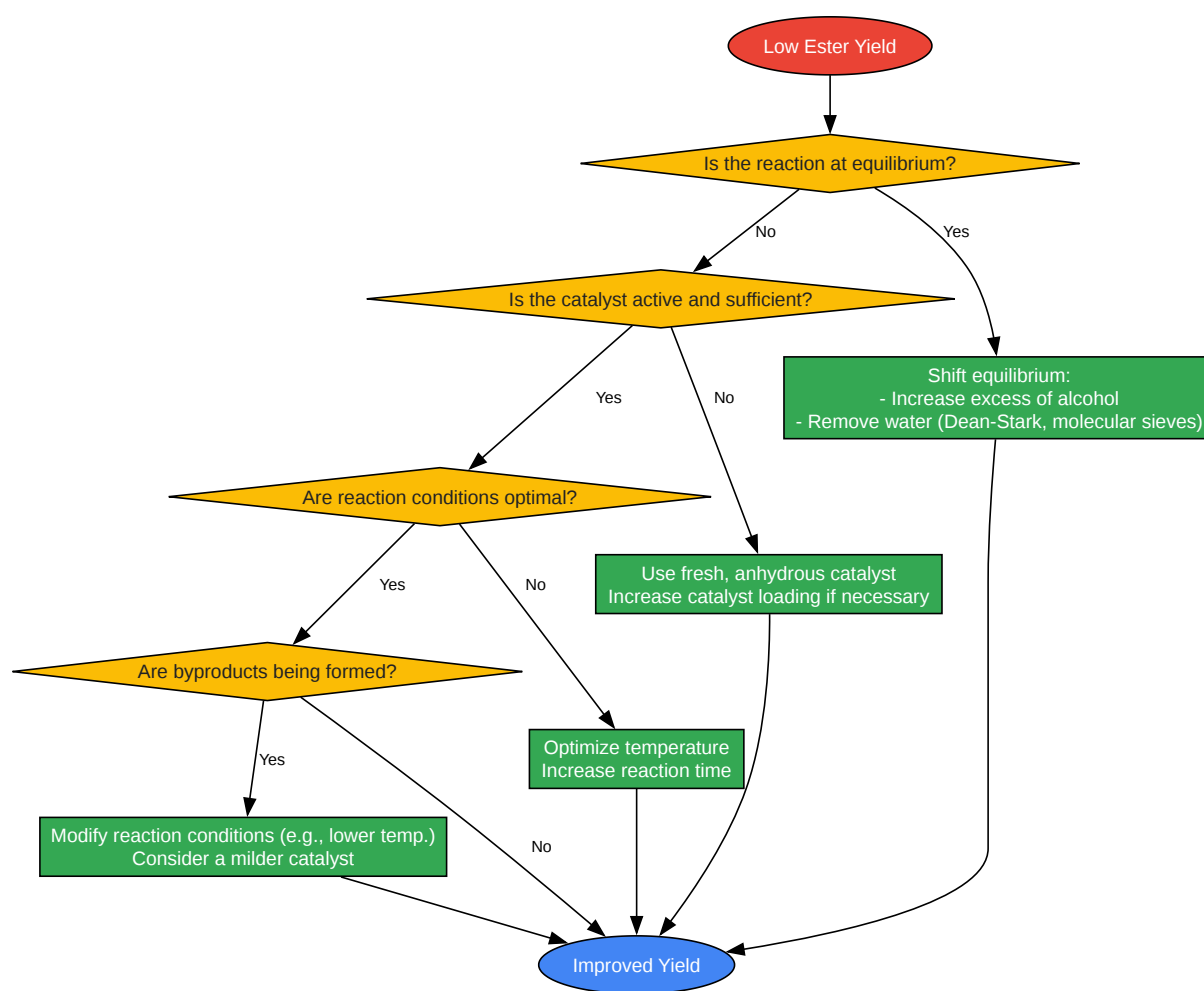 Low Ester Yield
Is the reaction at equilibrium?
No
Yes
Is the catalyst active and sufficient?
Shift equilibrium:
- Increase excess of alcohol
- Remove water (Dean-Stark, molecular sieves)
Yes
No
Are reaction conditions optimal?
Use fresh, anhydrous catalyst
Increase catalyst loading if necessary
Yes
No
Are byproducts being formed?
Optimize temperature
Increase reaction time
Yes
Modify reaction conditions (e.g., lower temp.)
Consider a milder catalyst
No
Improved Yield